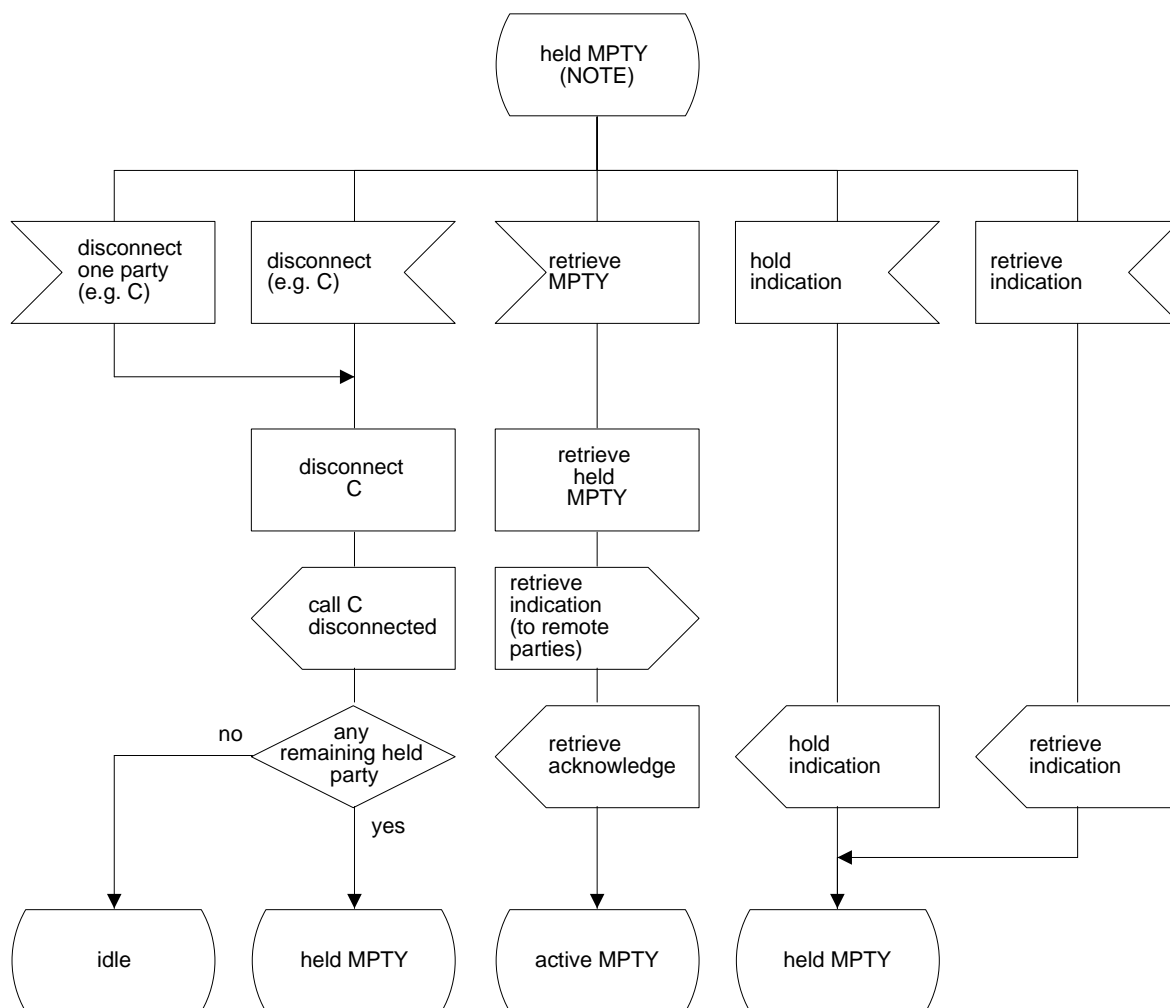 held MPTY
(NOTE)
disconnect
one party
(e.g. C)
disconnect
(e.g. C)
retrieve
MPTY
hold
indication
retrieve
indication
disconnect
C
retrieve
held
MPTY
call C
disconnected
retrieve
indication
(to remote
parties)
no
any
remaining held
party
yes
retrieve
acknowledge
hold
indication
retrieve
indication
idle
held MPTY
active MPTY
held MPTY